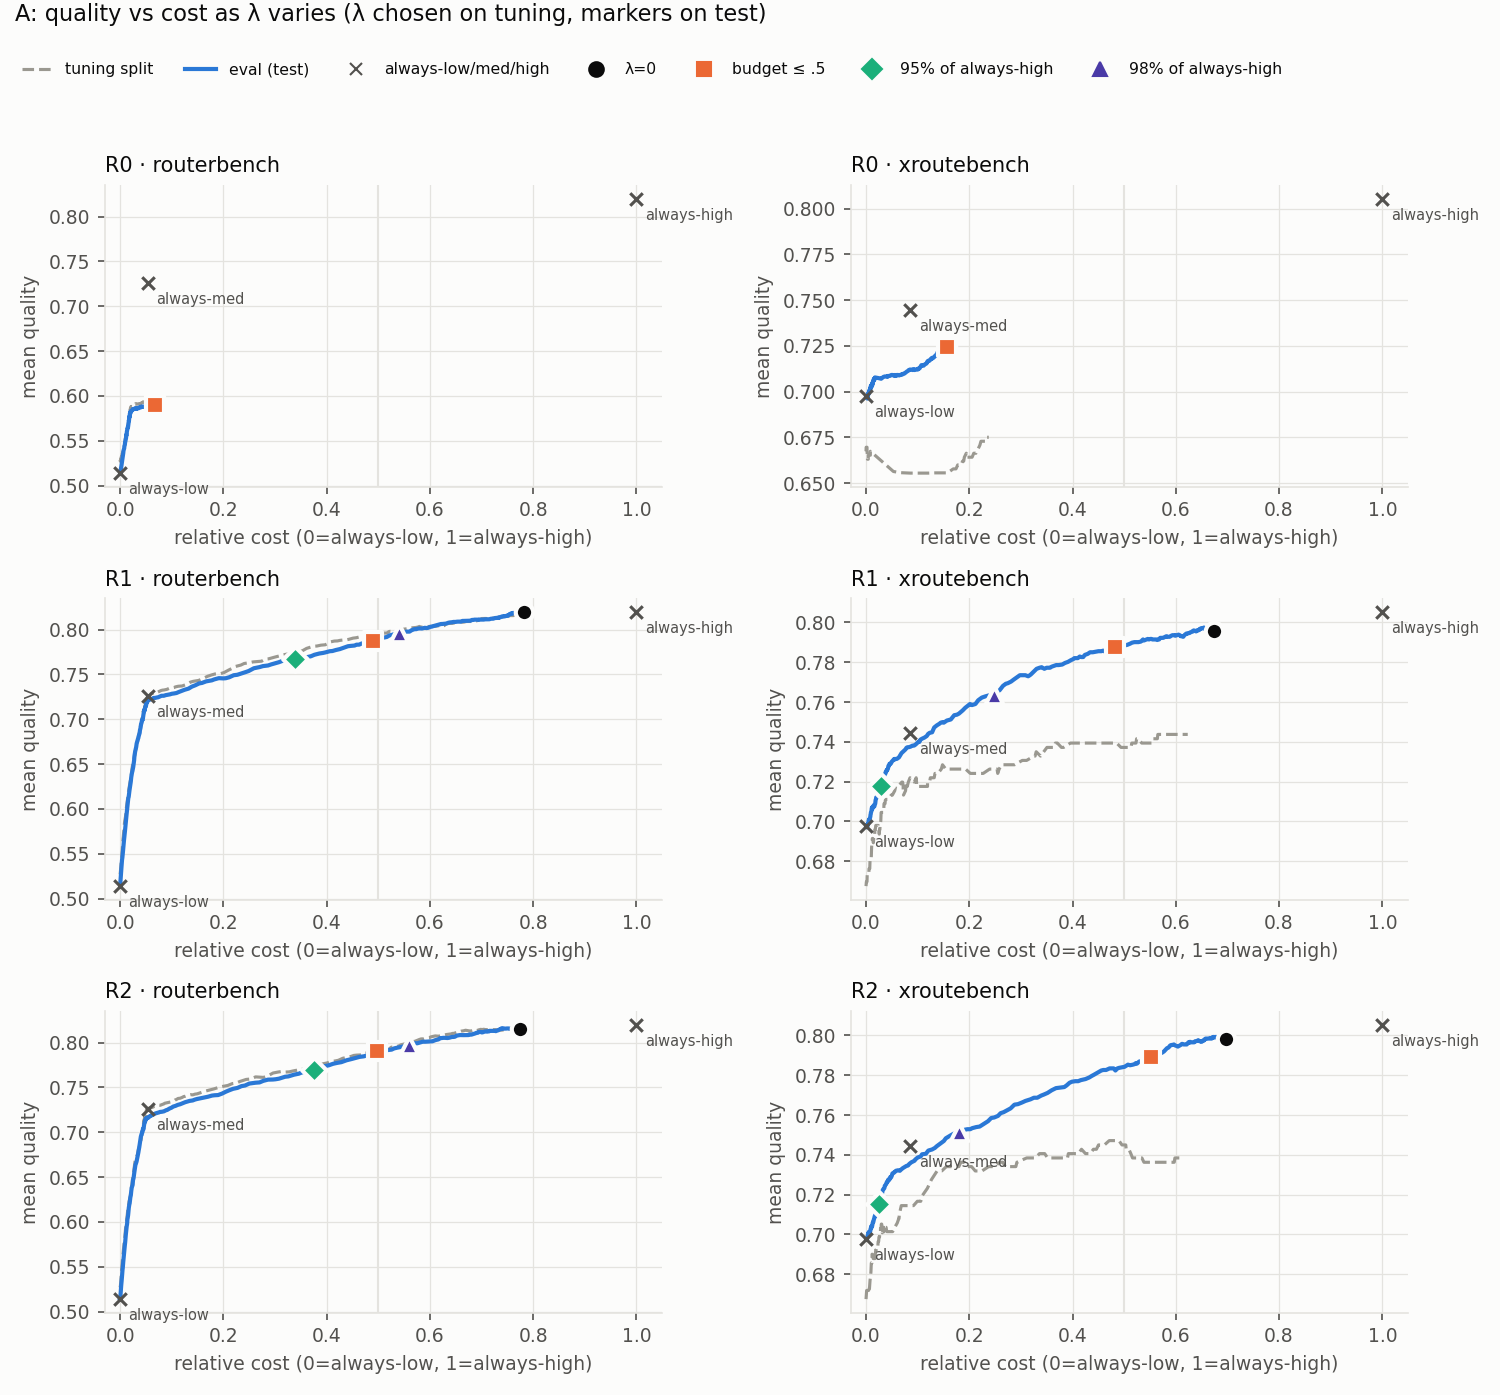 A: quality vs cost as λ varies (λ chosen on tuning, markers on test)
tuning split eval (test) always-low/med/high λ=0 budget ≤ .5 95% of always-high 98% of always-high
R0 · routerbench
mean quality
0.80
0.75
0.70
0.65
0.60
0.55
0.50
always-high
always-med
always-low
0.0 0.2 0.4 0.6 0.8 1.0
relative cost (0=always-low, 1=always-high)
R0 · xroutebench
mean quality
0.800
0.775
0.750
0.725
0.700
0.675
0.650
always-high
always-med
always-low
0.0 0.2 0.4 0.6 0.8 1.0
relative cost (0=always-low, 1=always-high)
R1 · routerbench
mean quality
0.80
0.75
0.70
0.65
0.60
0.55
0.50
always-high
always-med
always-low
0.0 0.2 0.4 0.6 0.8 1.0
relative cost (0=always-low, 1=always-high)
R1 · xroutebench
mean quality
0.80
0.78
0.76
0.74
0.72
0.70
0.68
always-high
always-med
always-low
0.0 0.2 0.4 0.6 0.8 1.0
relative cost (0=always-low, 1=always-high)
R2 · routerbench
mean quality
0.80
0.75
0.70
0.65
0.60
0.55
0.50
always-high
always-med
always-low
0.0 0.2 0.4 0.6 0.8 1.0
relative cost (0=always-low, 1=always-high)
R2 · xroutebench
mean quality
0.80
0.78
0.76
0.74
0.72
0.70
0.68
always-high
always-med
always-low
0.0 0.2 0.4 0.6 0.8 1.0
relative cost (0=always-low, 1=always-high)